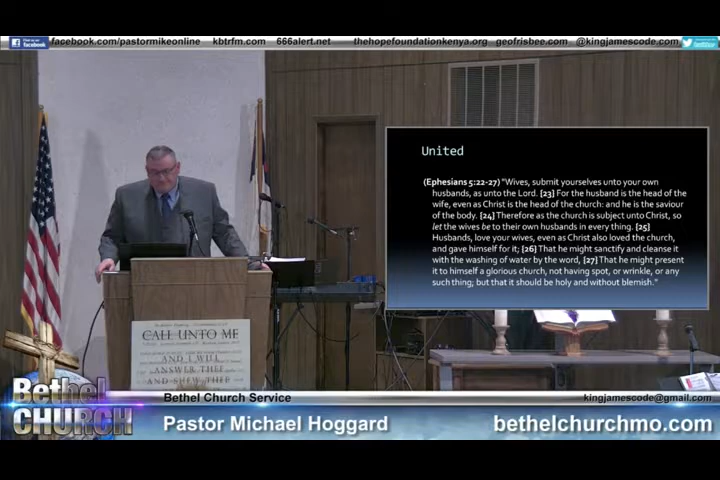 Find us on facebook
facebook.com/pastormikeonline kbtrfm.com 666alert.net thehopefoundationkenya.org geofrisbee.com @kingjamescode.com
United
(Ephesians 5:22-27) "Wives, submit yourselves unto your own
husbands, as unto the Lord. [23] For the husband is the head of the
wife, even as Christ is the head of the church: and he is the saviour
of the body. [24] Therefore as the church is subject unto Christ, so
let the wives be to their own husbands in every thing. [25]
Husbands, love your wives, even as Christ also loved the church,
and gave himself for it; [26] That he might sanctify and cleanse it
with the washing of water by the word, [27] That he might present
it to himself a glorious church, not having spot, or wrinkle, or any
such thing; but that it should be holy and without blemish."
CALL UNTO ME
AND I WILL
ANSWER THEE
AND SHEW THEE
Bethel
CHURCH
Bethel Church Service
kingjamescode@gmail.com
Pastor Michael Hoggard
bethelchurchmo.com